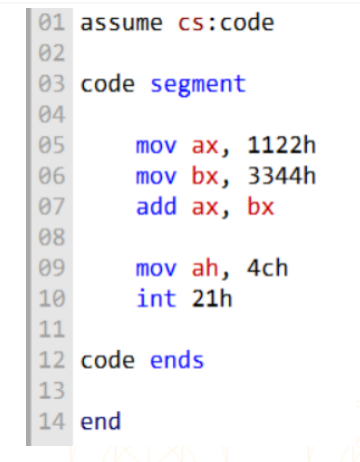 01 assume cs:code
02
03 code segment
04
05     mov ax, 1122h
06     mov bx, 3344h
07     add ax, bx
08
09     mov ah, 4ch
10     int 21h
11
12 code ends
13
14 end